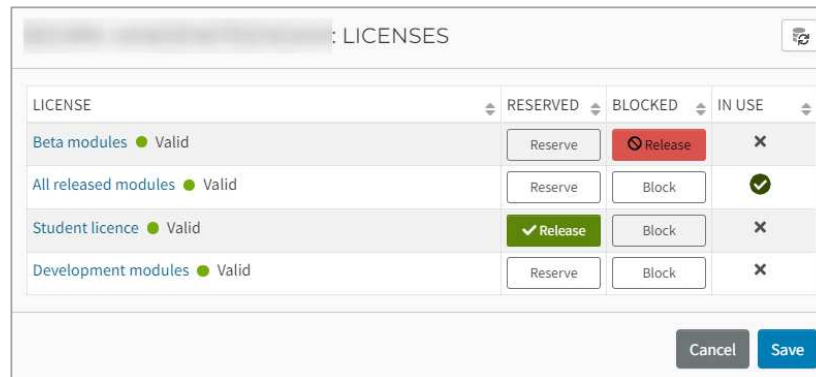 : LICENSES
LICENSE RESERVED BLOCKED IN USE
Beta modules Valid Reserve Release
All released modules Valid Reserve Block
Student licence Valid Release Block
Development modules Valid Reserve Block
Cancel Save